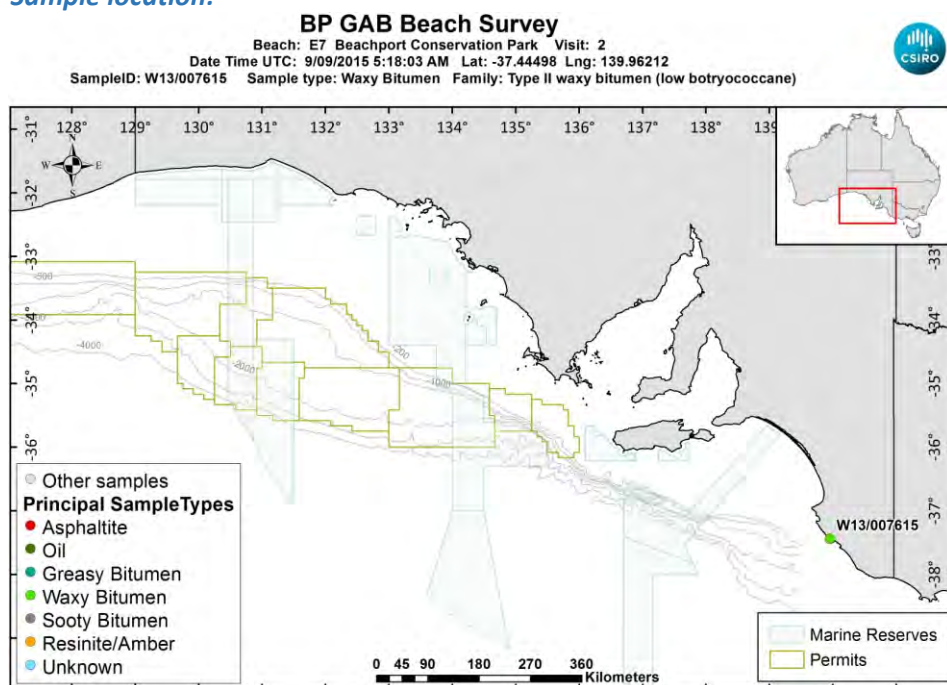 Sample location:
BP GAB Beach Survey
Beach: E7 Beachport Conservation Park Visit: 2
Date Time UTC: 9/09/2015 5:18:03 AM Lat: -37.44498 Lng: 139.96212
SampleID: W13/007615 Sample type: Waxy Bitumen Family: Type II waxy bitumen (low botryococcane)
CSIRO
128° 129° 130° 131° 132° 133° 134° 135° 136° 137° 138° 139
-31° -32° -33° -34° -35° -36° -37° -38°
N
W E
S
-4000
-2000
-200
-1000
W13/007615
-33° -34° -35° -36° -37° -38°
Other samples
Principal SampleTypes
Asphaltite
Oil
Greasy Bitumen
Waxy Bitumen
Sooty Bitumen
Resinite/Amber
Unknown
0 45 90 180 270 360
Kilometers
Marine Reserves
Permits